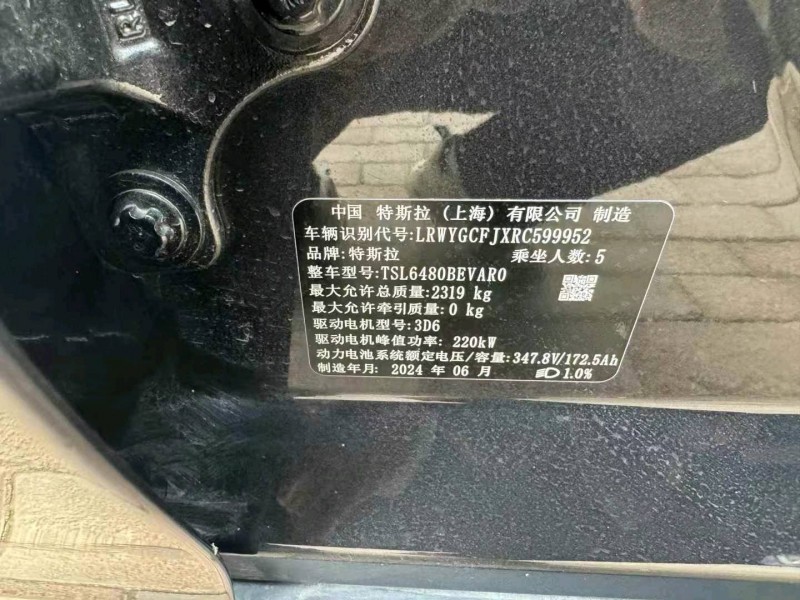 中国 特斯拉 (上海) 有限公司 制造
车辆识别代号:LRWYGCFJXRC599952
品牌:特斯拉 乘坐人数:5
整车型号:TSL6480BEVAR0
最大允许总质量:2319 kg
最大允许牵引质量:0 kg
驱动电机型号:3D6
驱动电机峰值功率: 220kW
动力电池系统额定电压/容量:347.8V/172.5Ah
制造年月: 2024 年 06 月 1.0%